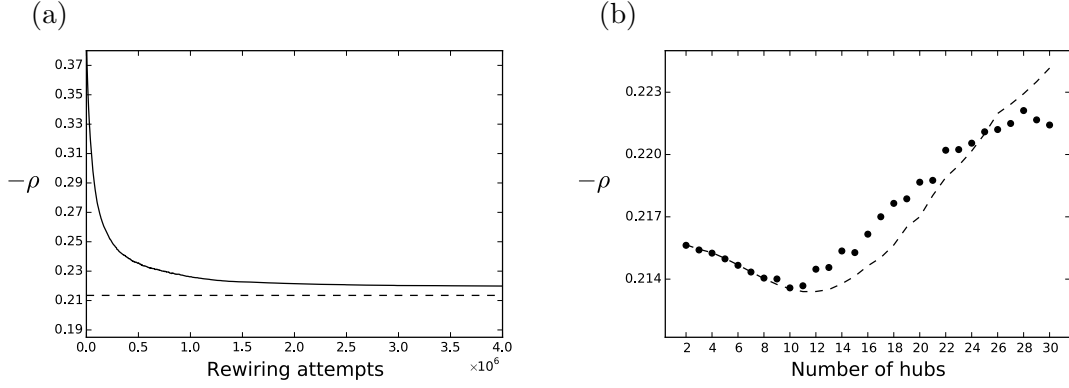 (a)
0.37
0.35
0.33
0.31
0.29
0.27
0.25
0.23
0.21
0.19
−ρ
0.0 0.5 1.0 1.5 2.0 2.5 3.0 3.5 4.0
×10⁶
Rewiring attempts
(b)
0.223
0.220
0.217
0.214
−ρ
2 4 6 8 10 12 14 16 18 20 22 24 26 28 30
Number of hubs